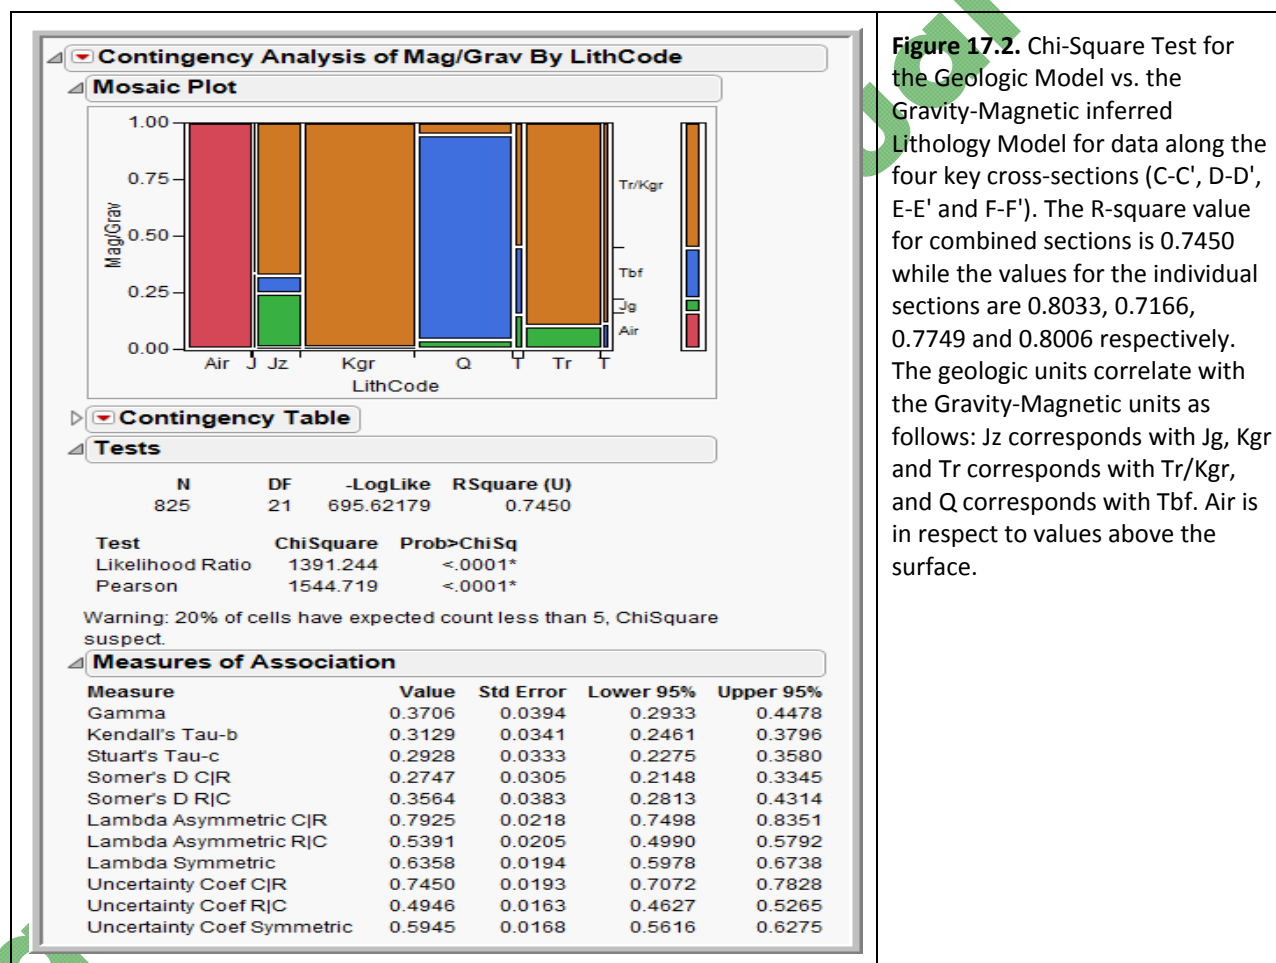 Contingency Analysis of Mag/Grav By LithCode
Mosaic Plot
1.00
0.75
0.50
0.25
0.00
Mag/Grav
Tr/Kgr
Tbf
Jg
Air
Air J Jz Kgr Q T Tr T
LithCode
Contingency Table
Tests
N DF -LogLike RSquare (U)
825 21 695.62179 0.7450
Test ChiSquare Prob>ChiSq
Likelihood Ratio 1391.244 <.0001*
Pearson 1544.719 <.0001*
Warning: 20% of cells have expected count less than 5, ChiSquare
suspect.
Measures of Association
Measure Value Std Error Lower 95% Upper 95%
Gamma 0.3706 0.0394 0.2933 0.4478
Kendall's Tau-b 0.3129 0.0341 0.2461 0.3796
Stuart's Tau-c 0.2928 0.0333 0.2275 0.3580
Somer's D C|R 0.2747 0.0305 0.2148 0.3345
Somer's D R|C 0.3564 0.0383 0.2813 0.4314
Lambda Asymmetric C|R 0.7925 0.0218 0.7498 0.8351
Lambda Asymmetric R|C 0.5391 0.0205 0.4990 0.5792
Lambda Symmetric 0.6358 0.0194 0.5978 0.6738
Uncertainty Coef C|R 0.7450 0.0193 0.7072 0.7828
Uncertainty Coef R|C 0.4946 0.0163 0.4627 0.5265
Uncertainty Coef Symmetric 0.5945 0.0168 0.5616 0.6275
Figure 17.2. Chi-Square Test for
the Geologic Model vs. the
Gravity-Magnetic inferred
Lithology Model for data along the
four key cross-sections (C-C', D-D',
E-E' and F-F'). The R-square value
for combined sections is 0.7450
while the values for the individual
sections are 0.8033, 0.7166,
0.7749 and 0.8006 respectively.
The geologic units correlate with
the Gravity-Magnetic units as
follows: Jz corresponds with Jg, Kgr
and Tr corresponds with Tr/Kgr,
and Q corresponds with Tbf. Air is
in respect to values above the
surface.